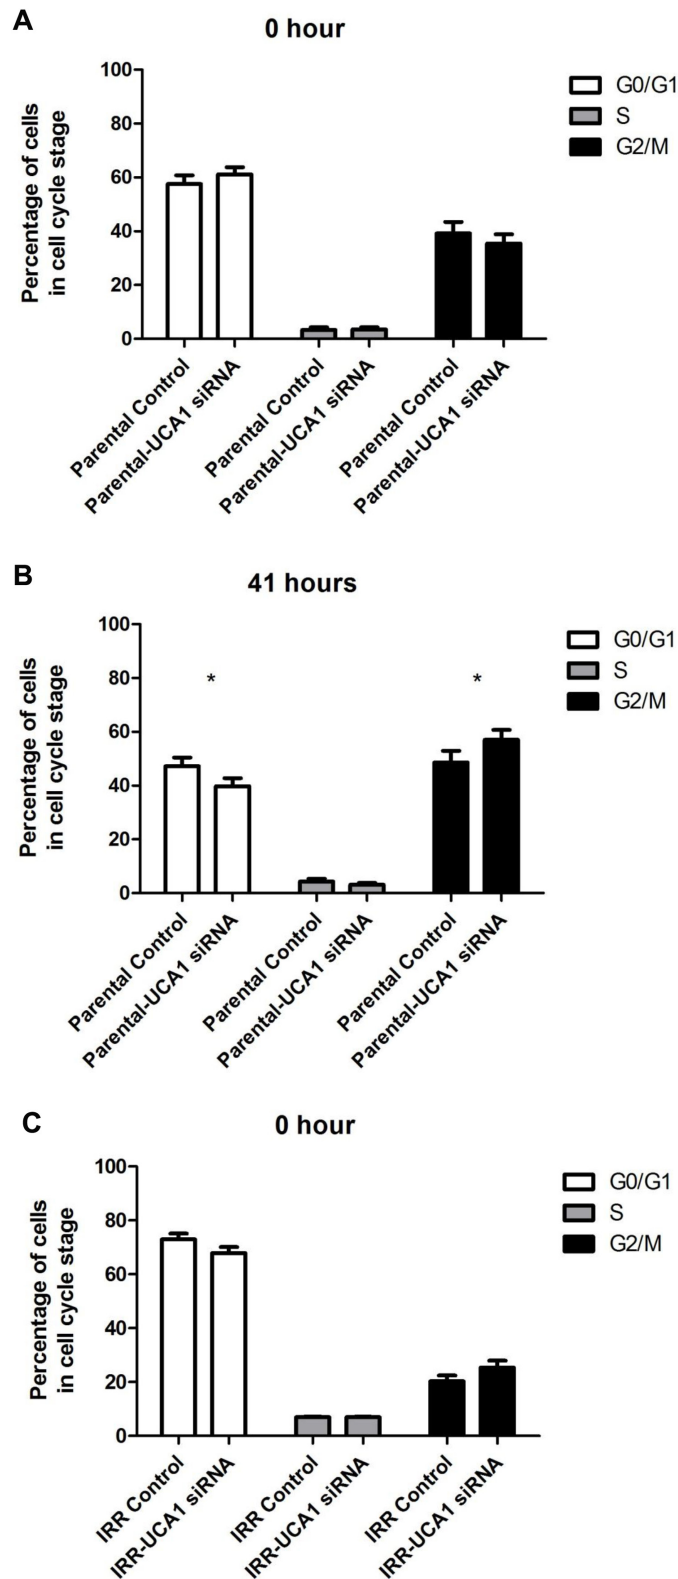 A
0 hour
Percentage of cells
in cell cycle stage
100
80
60
40
20
0
G0/G1
S
G2/M
Parental Control
Parental-UCA1 siRNA
Parental Control
Parental-UCA1 siRNA
Parental Control
Parental-UCA1 siRNA
B
41 hours
Percentage of cells
in cell cycle stage
100
80
60
40
20
0
*
*
G0/G1
S
G2/M
Parental Control
Parental-UCA1 siRNA
Parental Control
Parental-UCA1 siRNA
Parental Control
Parental-UCA1 siRNA
C
0 hour
Percentage of cells
in cell cycle stage
100
80
60
40
20
0
G0/G1
S
G2/M
IRR Control
IRR-UCA1 siRNA
IRR Control
IRR-UCA1 siRNA
IRR Control
IRR-UCA1 siRNA